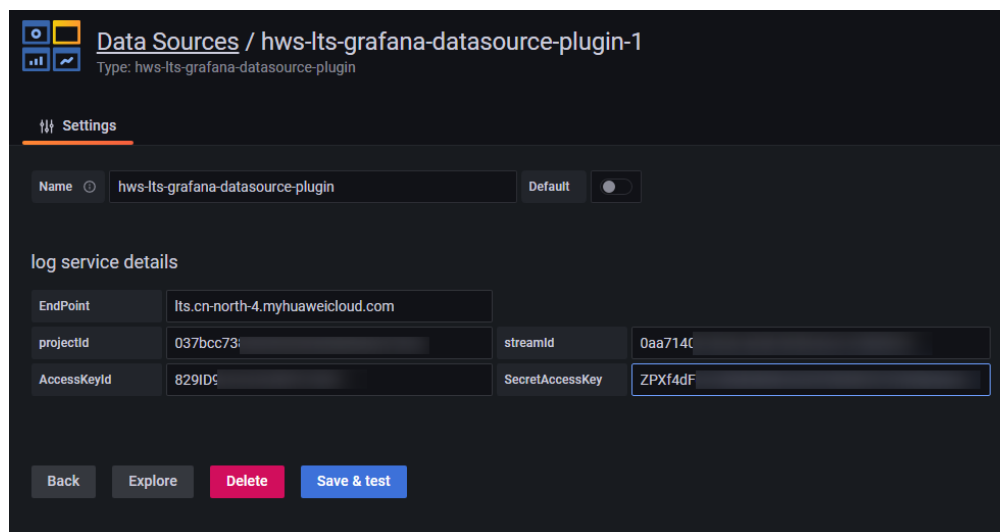 Data Sources / hws-lts-grafana-datasource-plugin-1
Type: hws-lts-grafana-datasource-plugin
Settings
Name hws-lts-grafana-datasource-plugin Default
log service details
EndPoint lts.cn-north-4.myhuaweicloud.com
projectId 037bcc73 streamId 0aa7140
AccessKeyId 829ID9 SecretAccessKey ZPXf4dF
Back Explore Delete Save & test